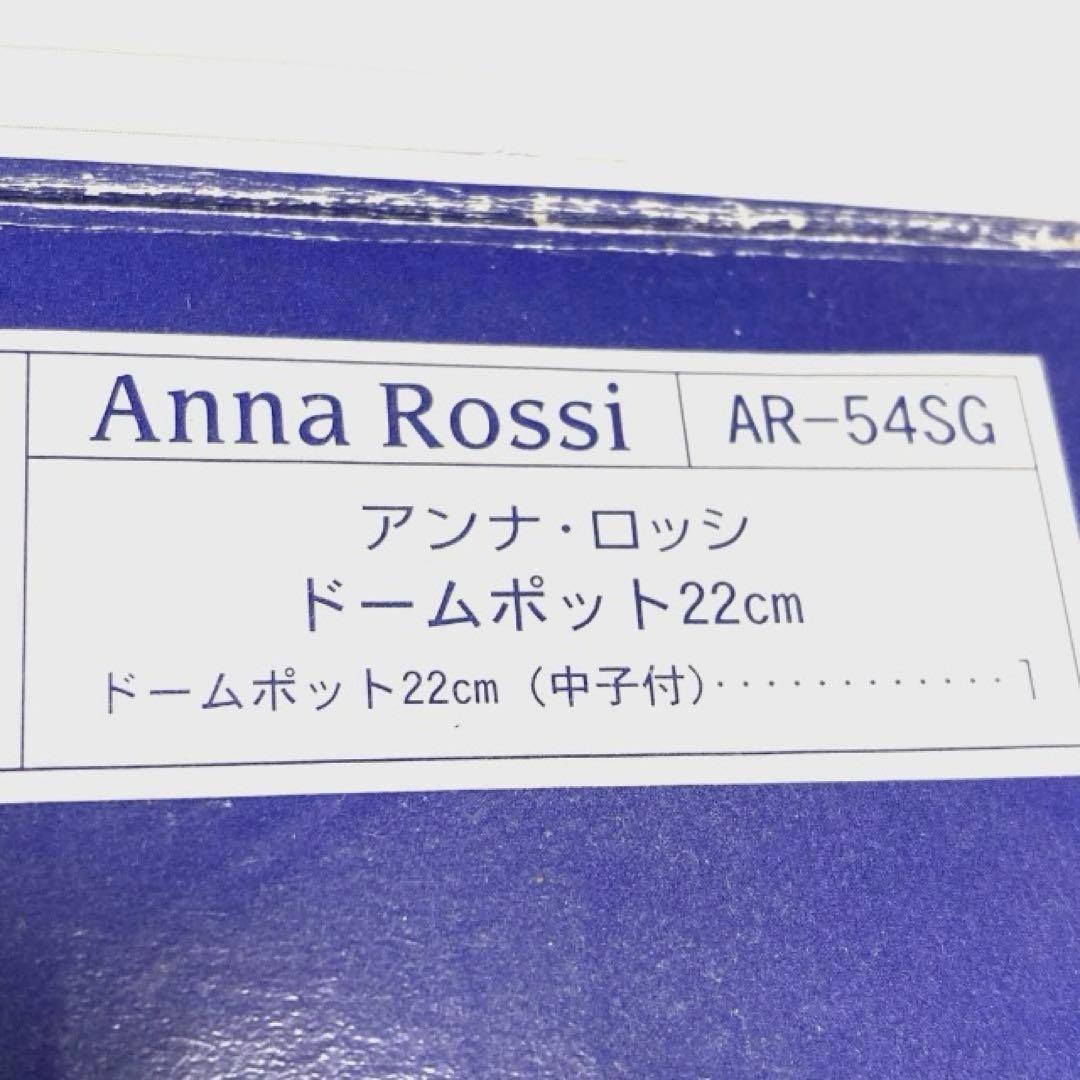 Anna Rossi AR-54SG
アンナ・ロッシ
ドームポット22cm
ドームポット22cm（中子付）············1